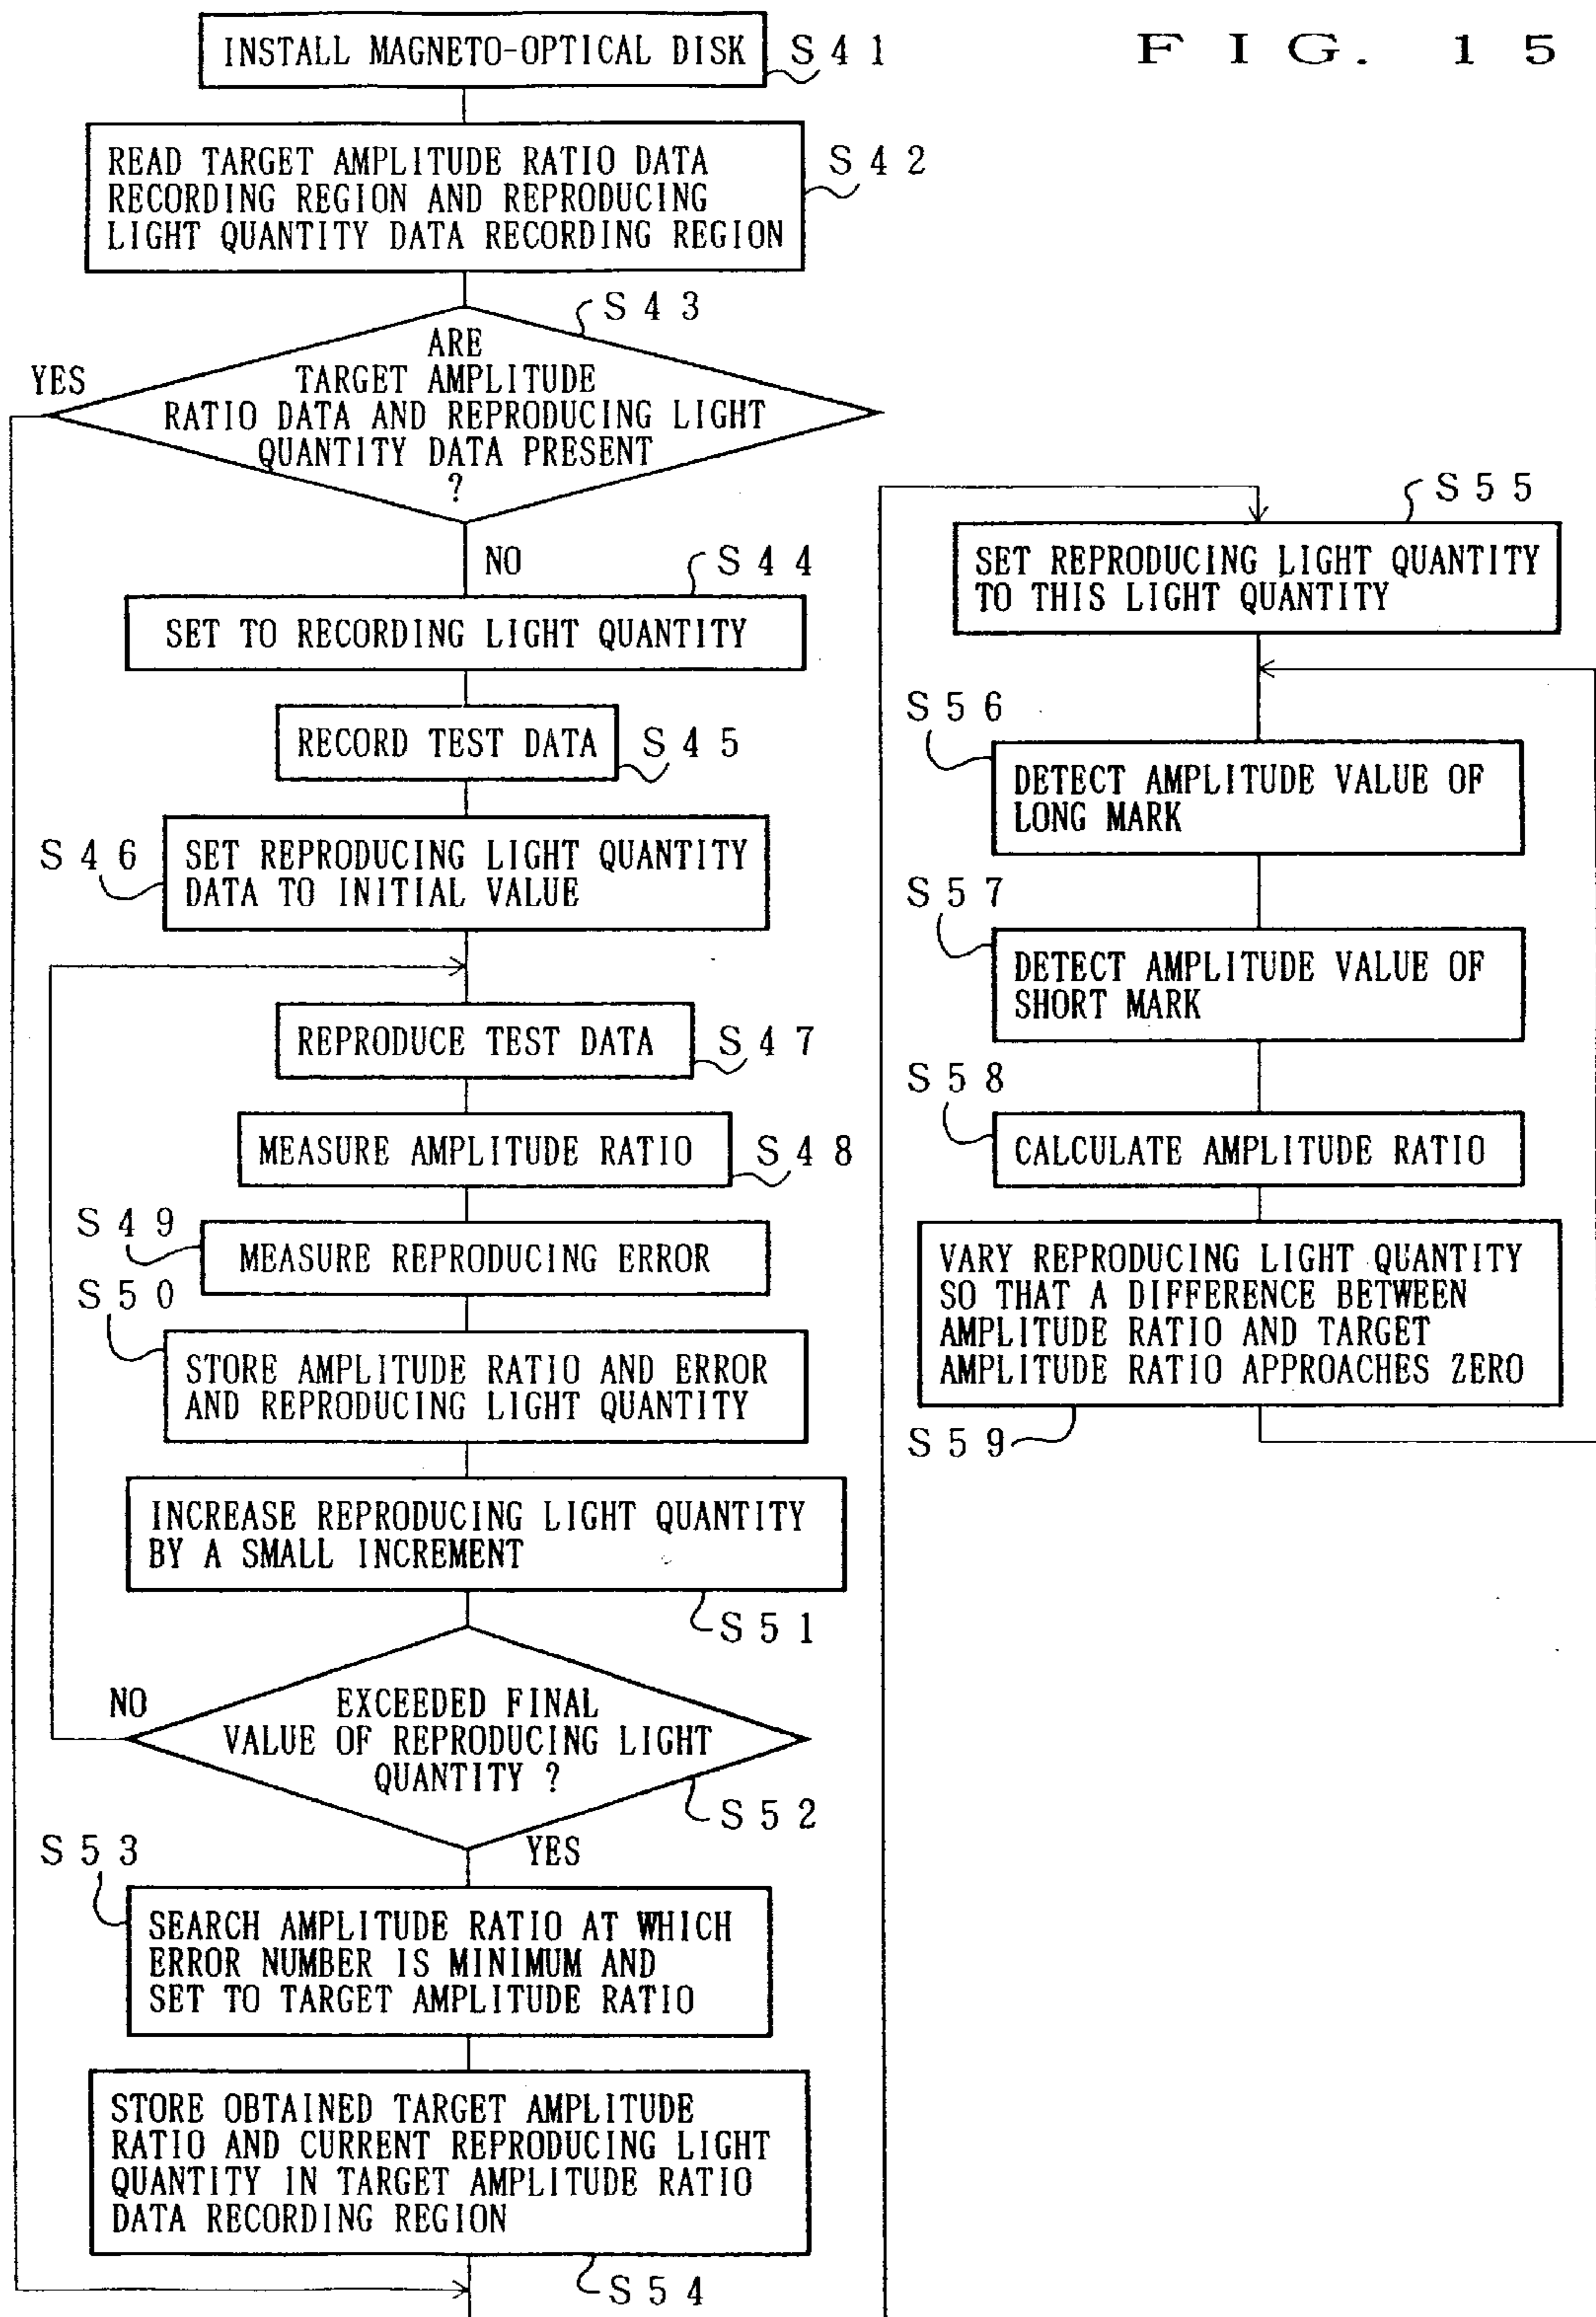 FIG. 15
INSTALL MAGNETO-OPTICAL DISK
S41
READ TARGET AMPLITUDE RATIO DATA
RECORDING REGION AND REPRODUCING
LIGHT QUANTITY DATA RECORDING REGION
S42
S43
ARE
TARGET AMPLITUDE
RATIO DATA AND REPRODUCING LIGHT
QUANTITY DATA PRESENT
?
YES
NO
S44
SET TO RECORDING LIGHT QUANTITY
RECORD TEST DATA
S45
S46
SET REPRODUCING LIGHT QUANTITY
DATA TO INITIAL VALUE
REPRODUCE TEST DATA
S47
MEASURE AMPLITUDE RATIO
S48
S49
MEASURE REPRODUCING ERROR
S50
STORE AMPLITUDE RATIO AND ERROR
AND REPRODUCING LIGHT QUANTITY
INCREASE REPRODUCING LIGHT QUANTITY
BY A SMALL INCREMENT
S51
NO
EXCEEDED FINAL
VALUE OF REPRODUCING LIGHT
QUANTITY ?
S52
YES
S53
SEARCH AMPLITUDE RATIO AT WHICH
ERROR NUMBER IS MINIMUM AND
SET TO TARGET AMPLITUDE RATIO
STORE OBTAINED TARGET AMPLITUDE
RATIO AND CURRENT REPRODUCING LIGHT
QUANTITY IN TARGET AMPLITUDE RATIO
DATA RECORDING REGION
S54
S55
SET REPRODUCING LIGHT QUANTITY
TO THIS LIGHT QUANTITY
S56
DETECT AMPLITUDE VALUE OF
LONG MARK
S57
DETECT AMPLITUDE VALUE OF
SHORT MARK
S58
CALCULATE AMPLITUDE RATIO
VARY REPRODUCING LIGHT QUANTITY
SO THAT A DIFFERENCE BETWEEN
AMPLITUDE RATIO AND TARGET
AMPLITUDE RATIO APPROACHES ZERO
S59